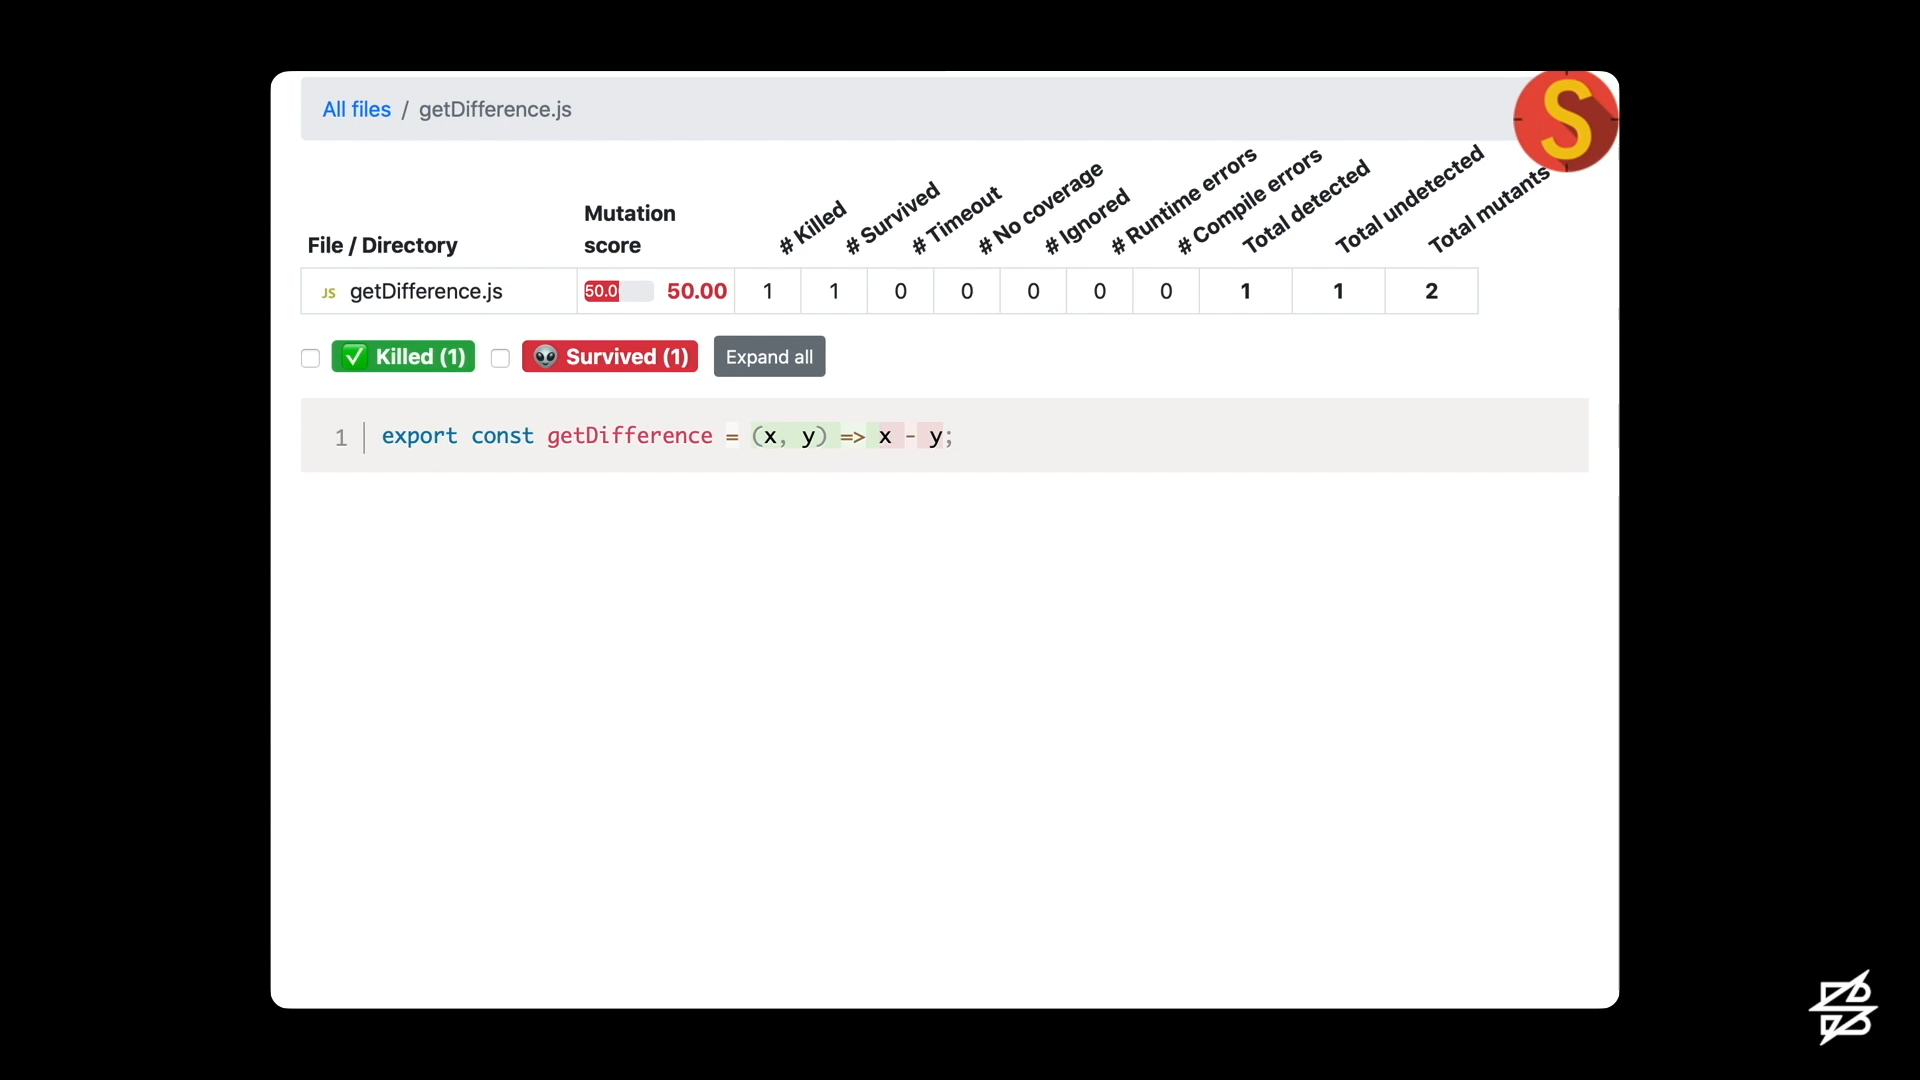 All files / getDifference.js
S
File / Directory
Mutation score
# Killed
# Survived
# Timeout
# No coverage
# Ignored
# Runtime errors
# Compile errors
Total detected
Total undetected
Total mutants
JS getDifference.js 50.0 50.00 1 1 0 0 0 0 0 1 1 2
✅ Killed (1) 👽 Survived (1) Expand all
1 export const getDifference = (x, y) => x - y;